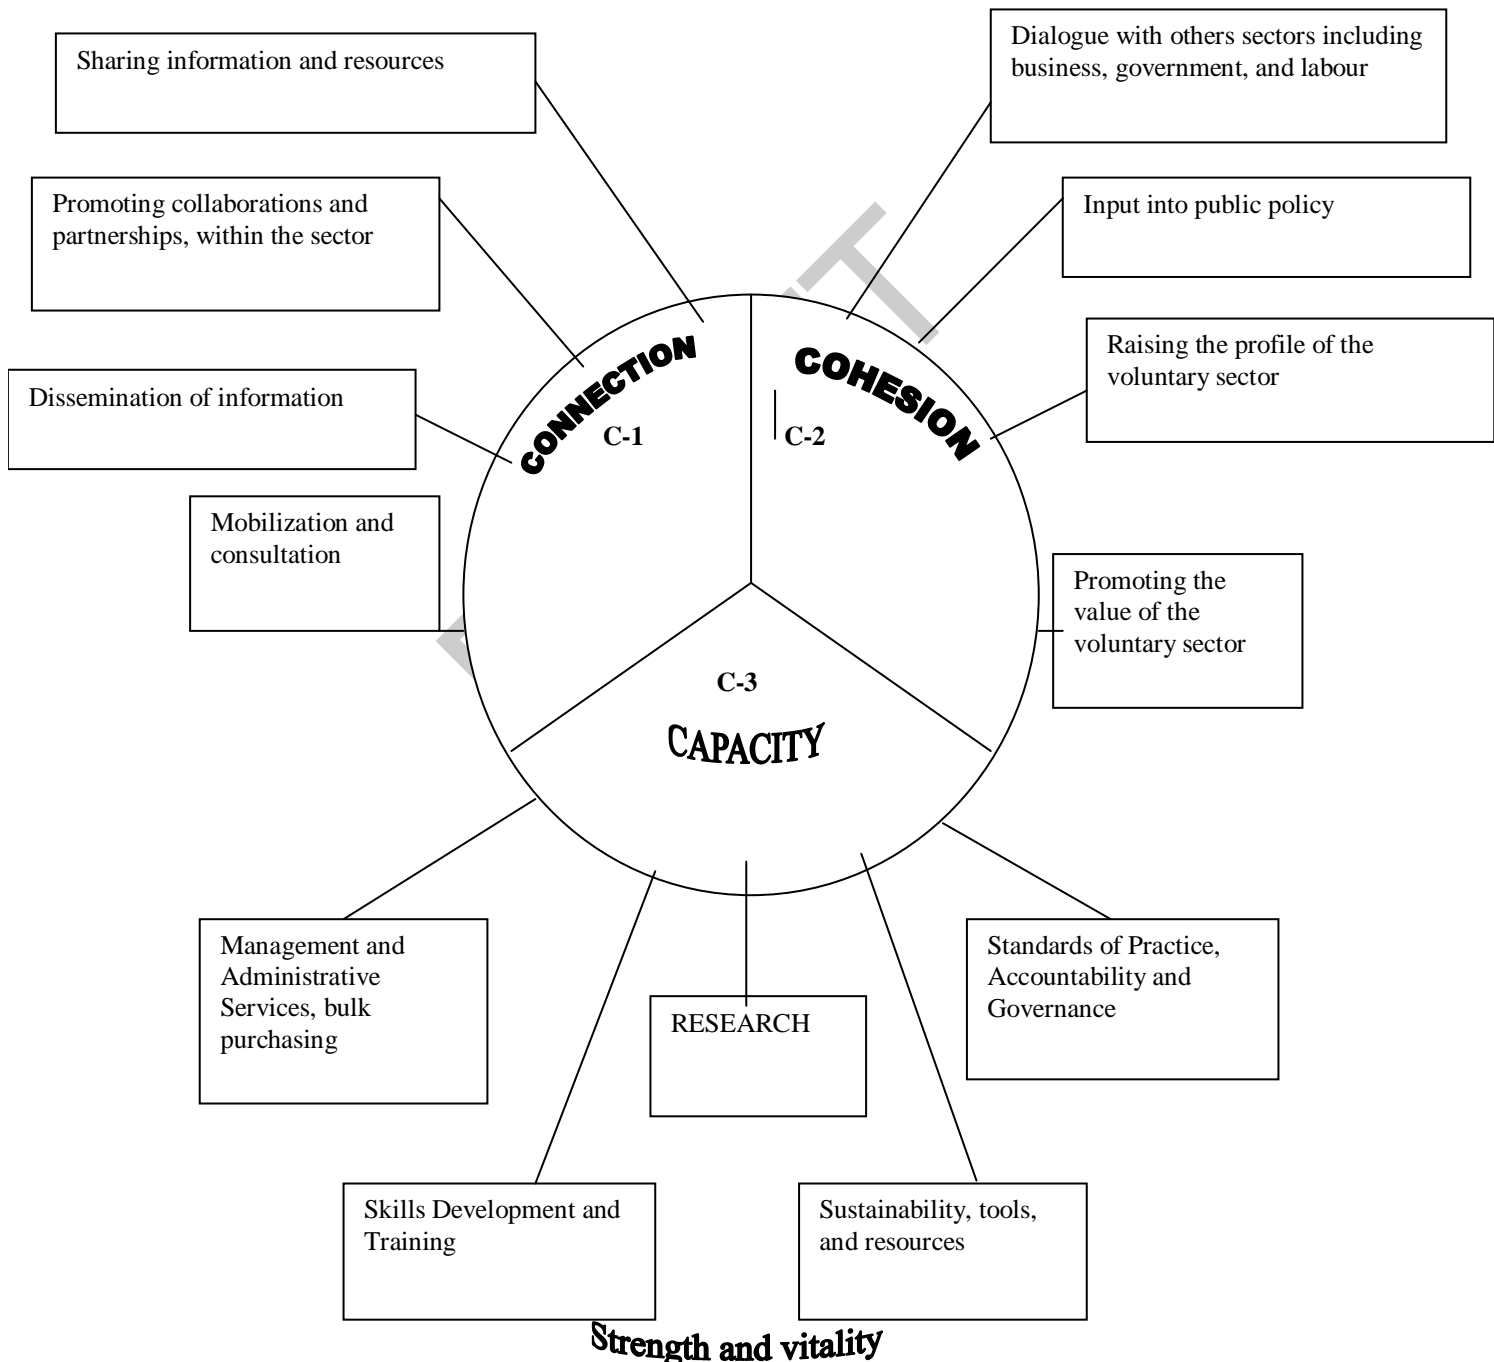 Sharing information and resources
Dialogue with others sectors including
business, government, and labour
Promoting collaborations and
partnerships, within the sector
Input into public policy
Raising the profile of the
voluntary sector
Dissemination of information
CONNECTION
C-1
COHESION
C-2
Mobilization and
consultation
Promoting the
value of the
voluntary sector
C-3
CAPACITY
Management and
Administrative
Services, bulk
purchasing
RESEARCH
Standards of Practice,
Accountability and
Governance
Skills Development and
Training
Sustainability, tools,
and resources
Strength and vitality